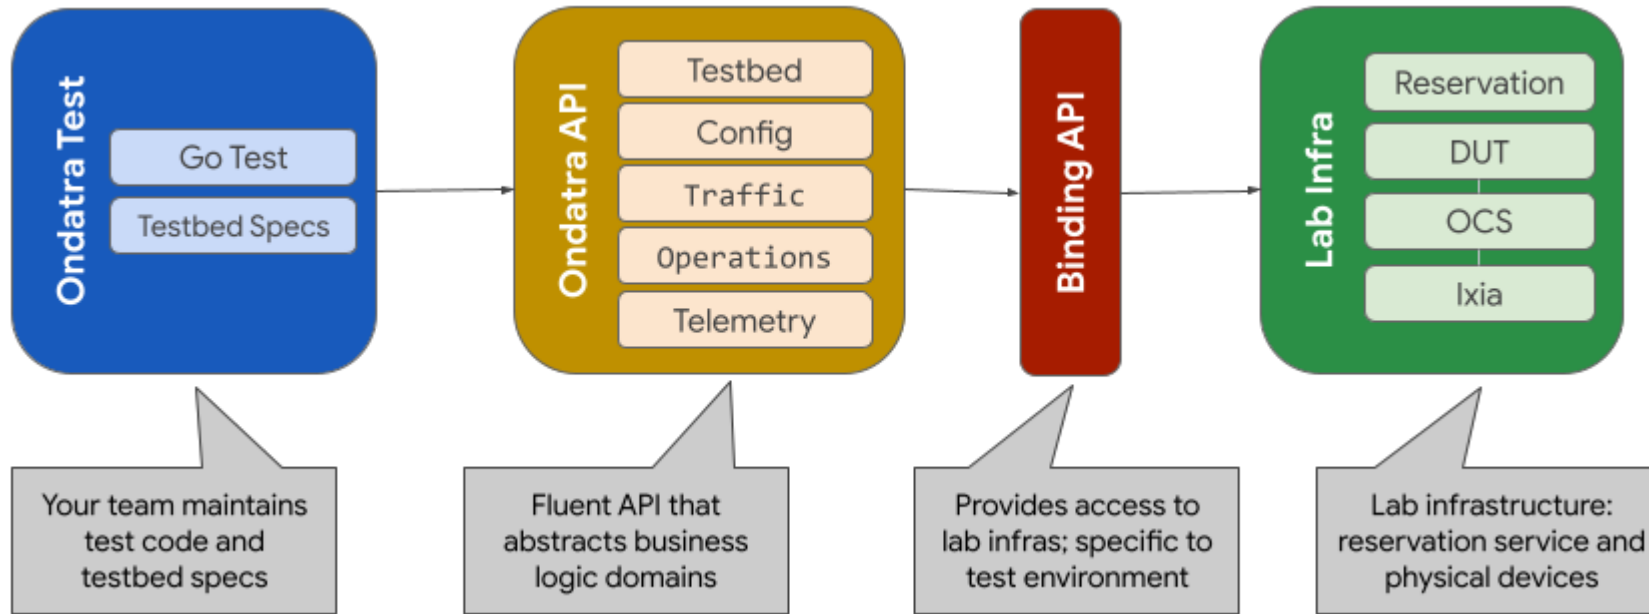 Ondatra Test
Go Test
Testbed Specs
Ondatra API
Testbed
Config
Traffic
Operations
Telemetry
Binding API
Lab Infra
Reservation
DUT
OCS
Ixia
Your team maintains
test code and
testbed specs
Fluent API that
abstracts business
logic domains
Provides access to
lab infras; specific to
test environment
Lab infrastructure:
reservation service and
physical devices